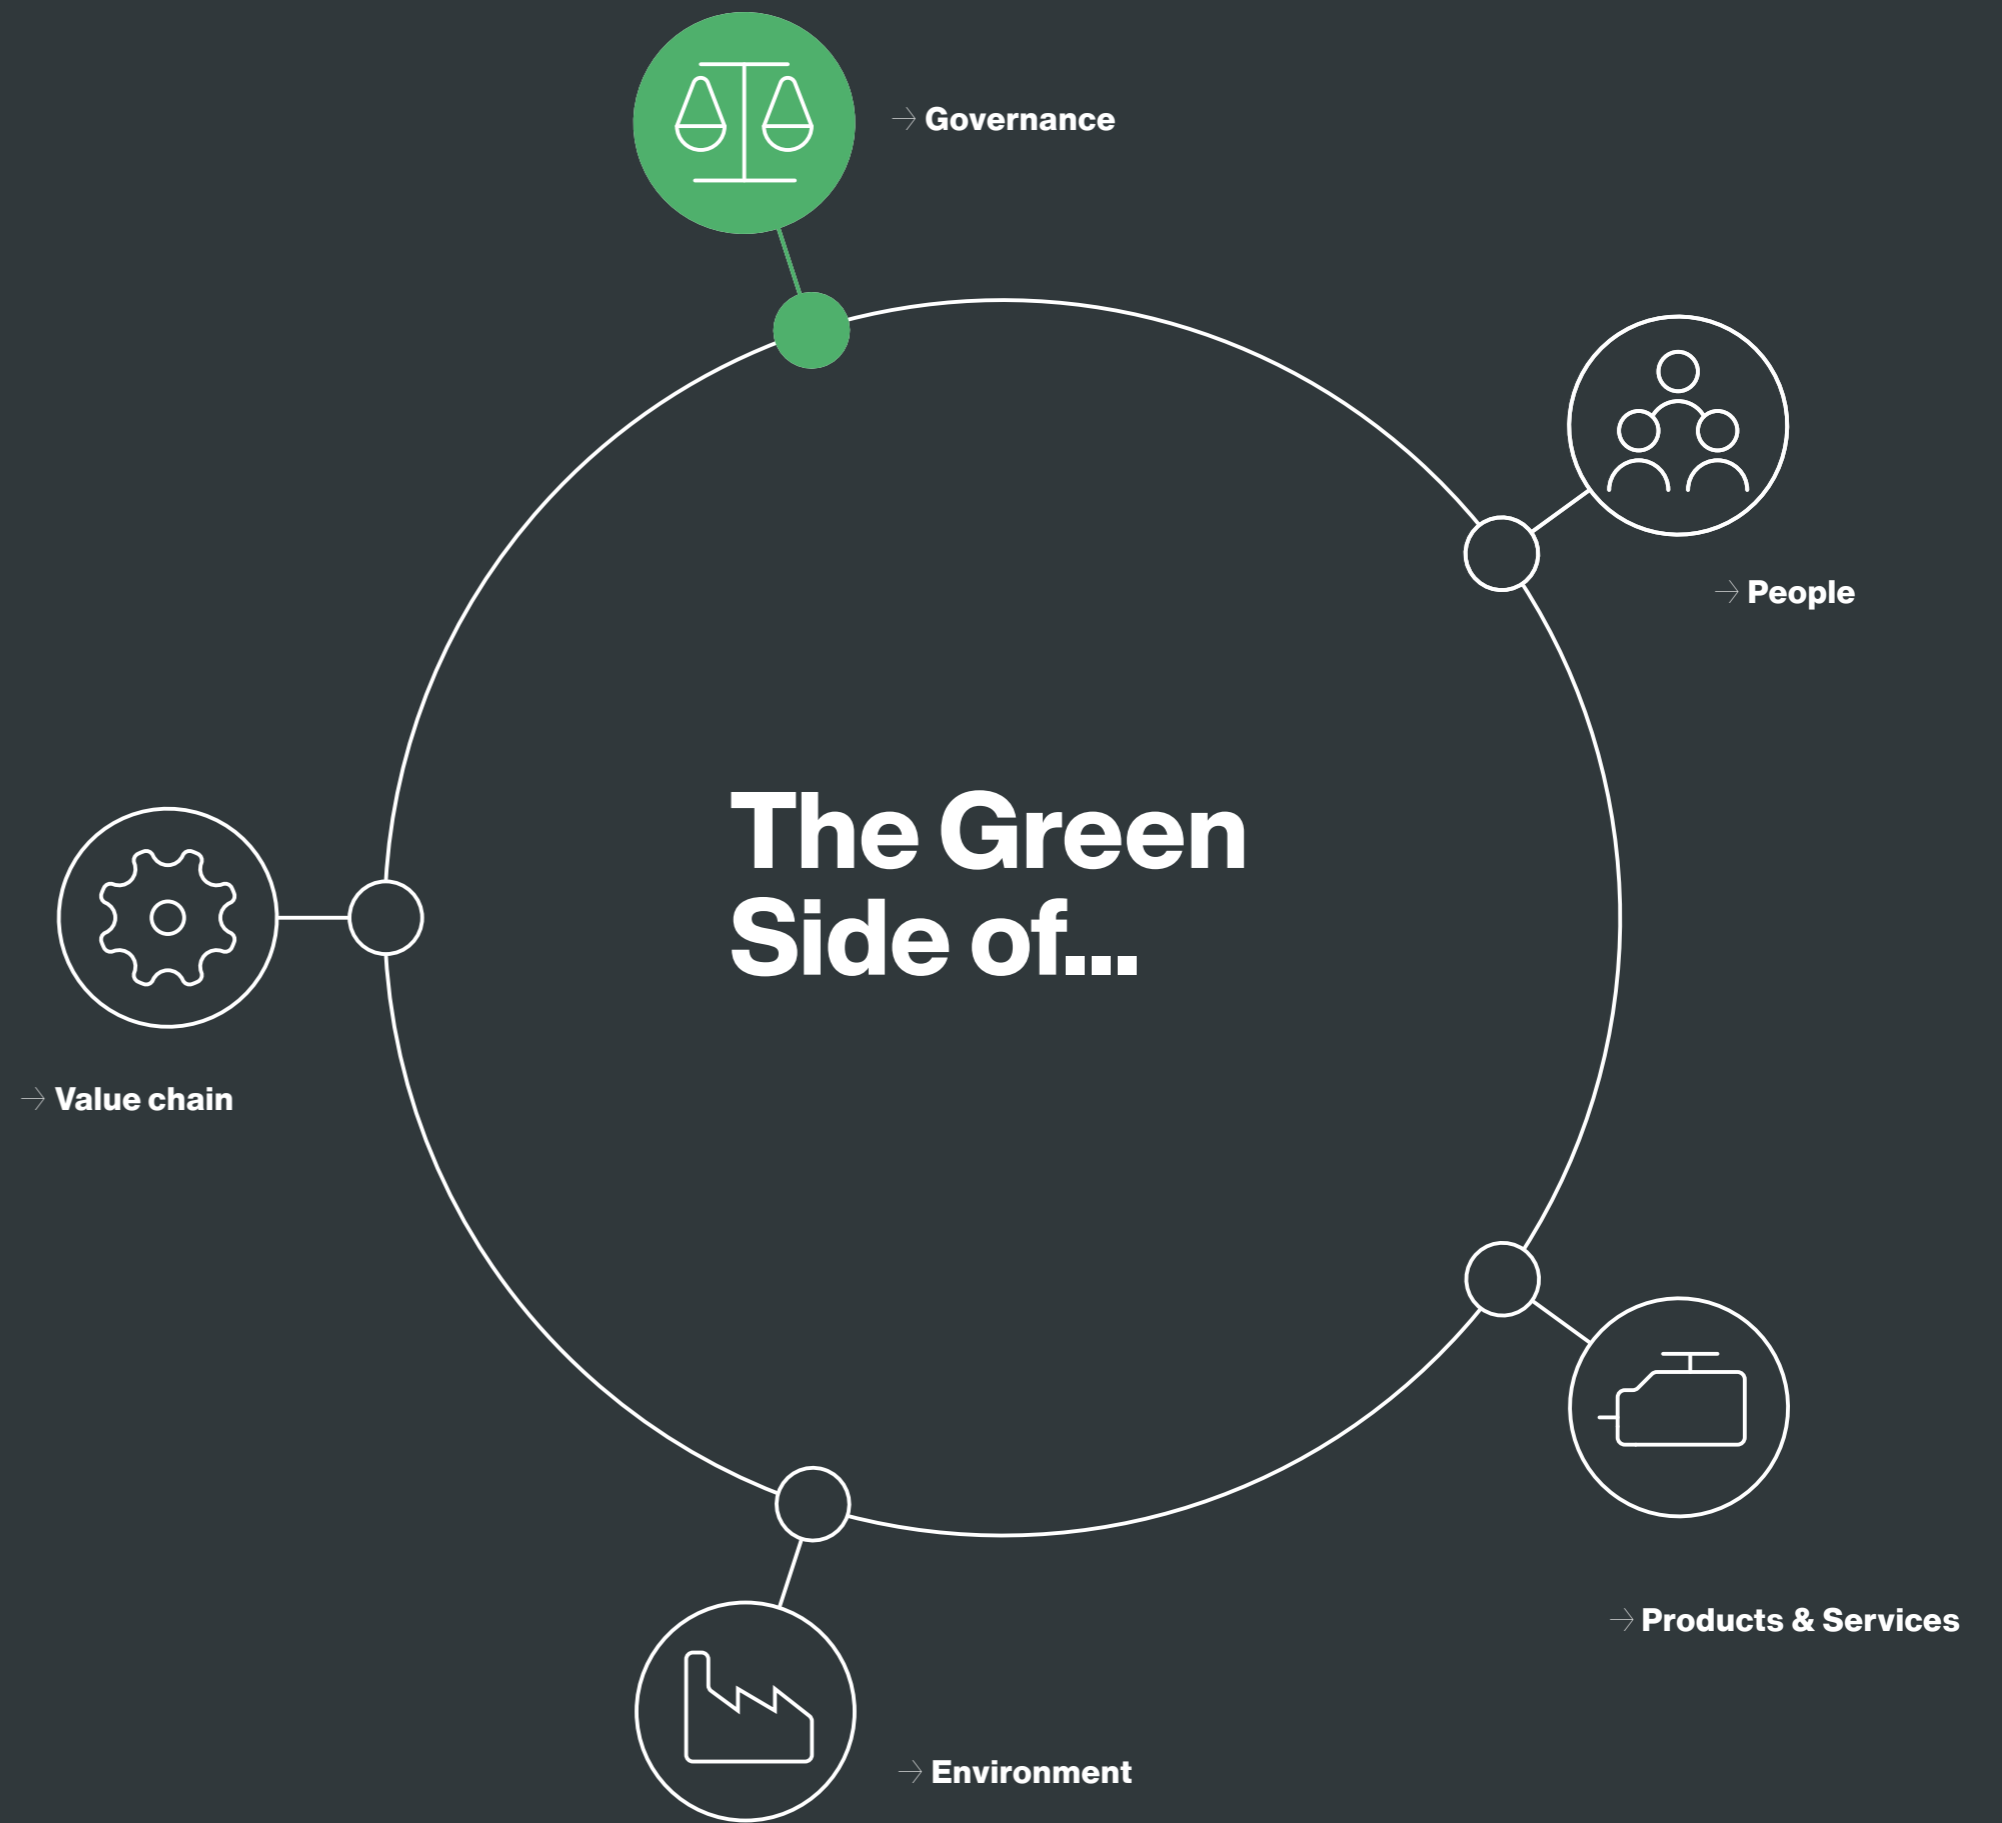 → Governance
→ People
The Green
Side of...
→ Value chain
→ Products & Services
→ Environment